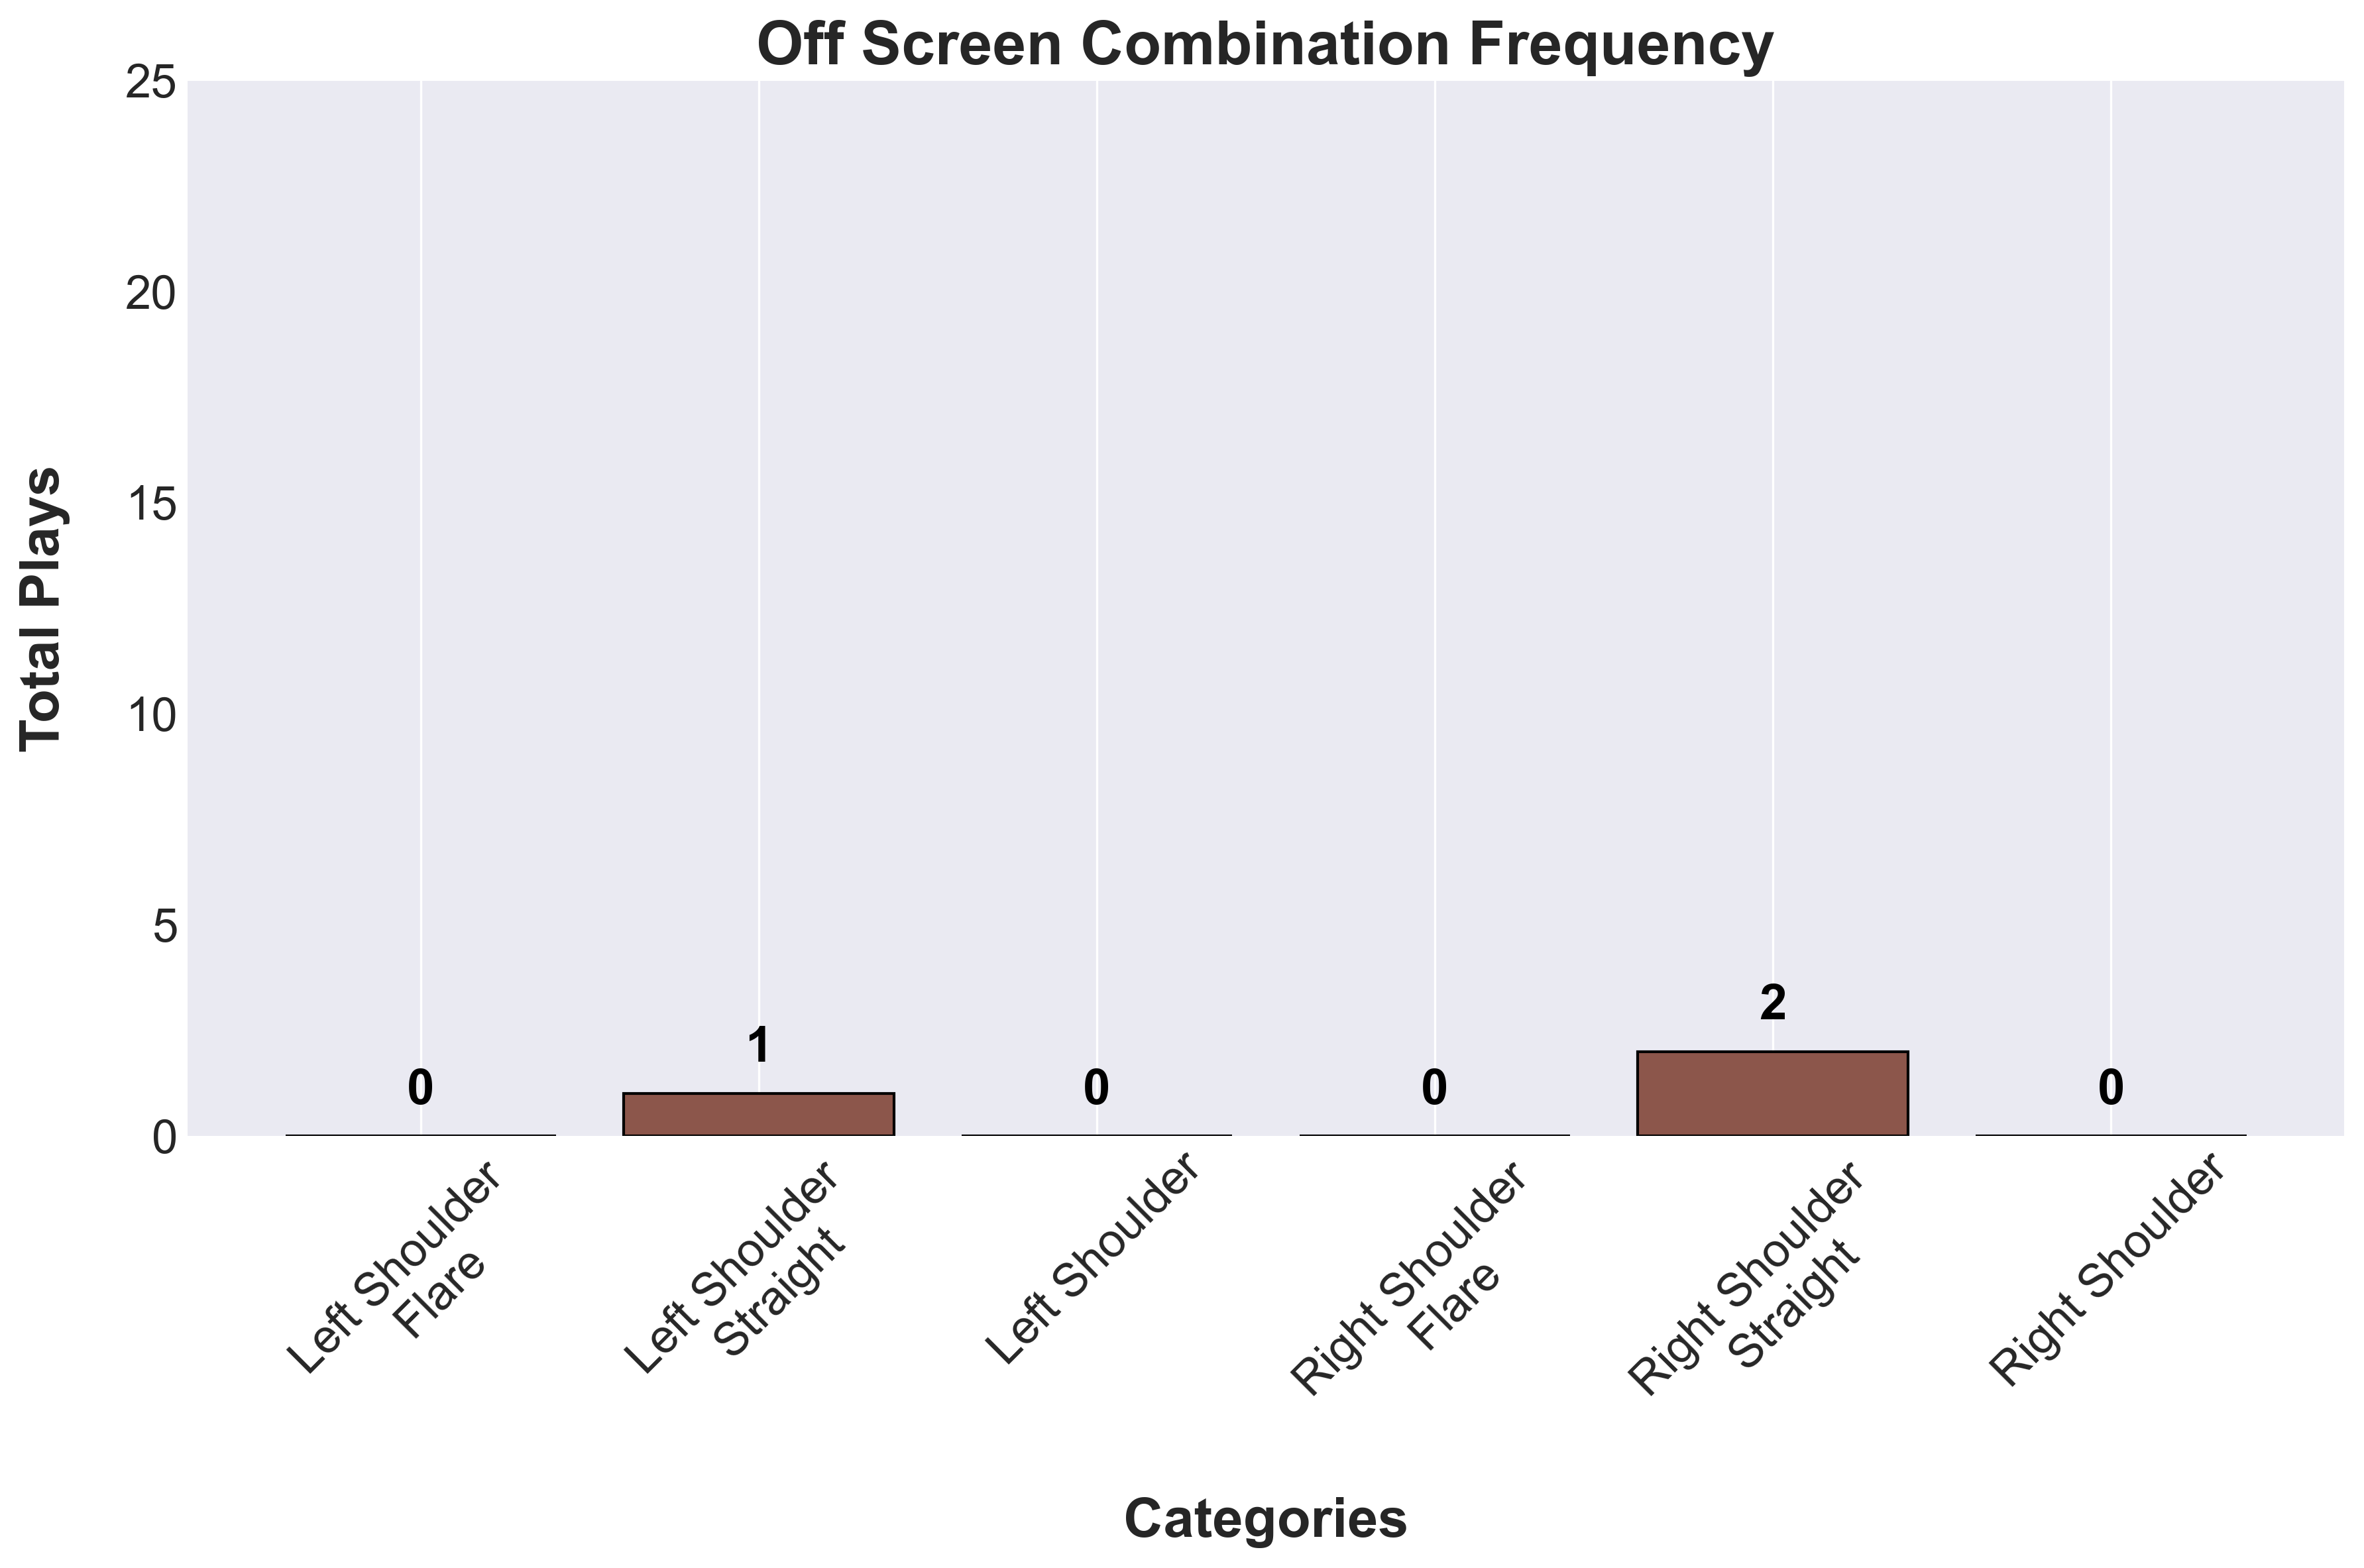 Off Screen Combination Frequency
Total Plays
25
20
15
10
5
0
0
1
0
0
2
0
Left Shoulder
Flare
Left Shoulder
Straight
Left Shoulder
Right Shoulder
Flare
Right Shoulder
Straight
Right Shoulder
Categories